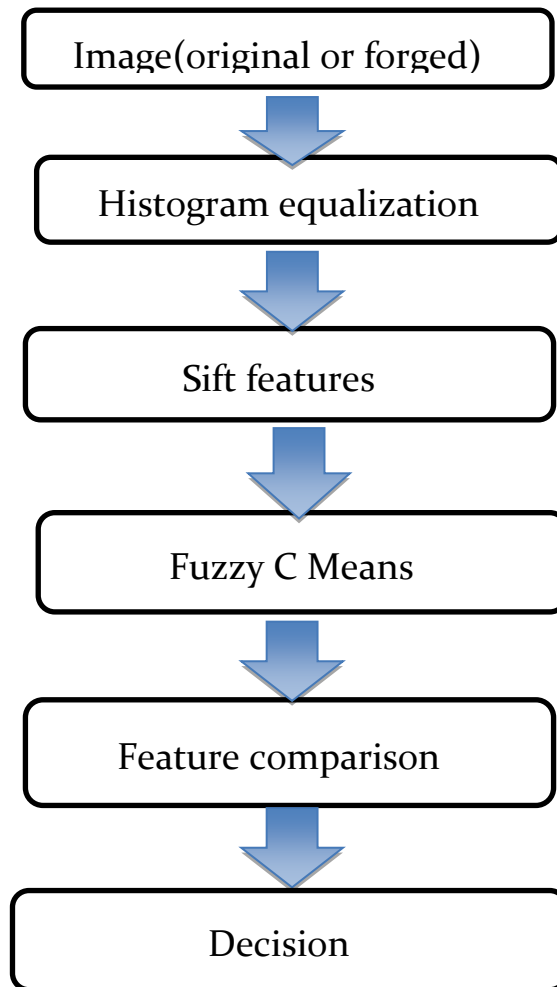 Image(original or forged)
Histogram equalization
Sift features
Fuzzy C Means
Feature comparison
Decision